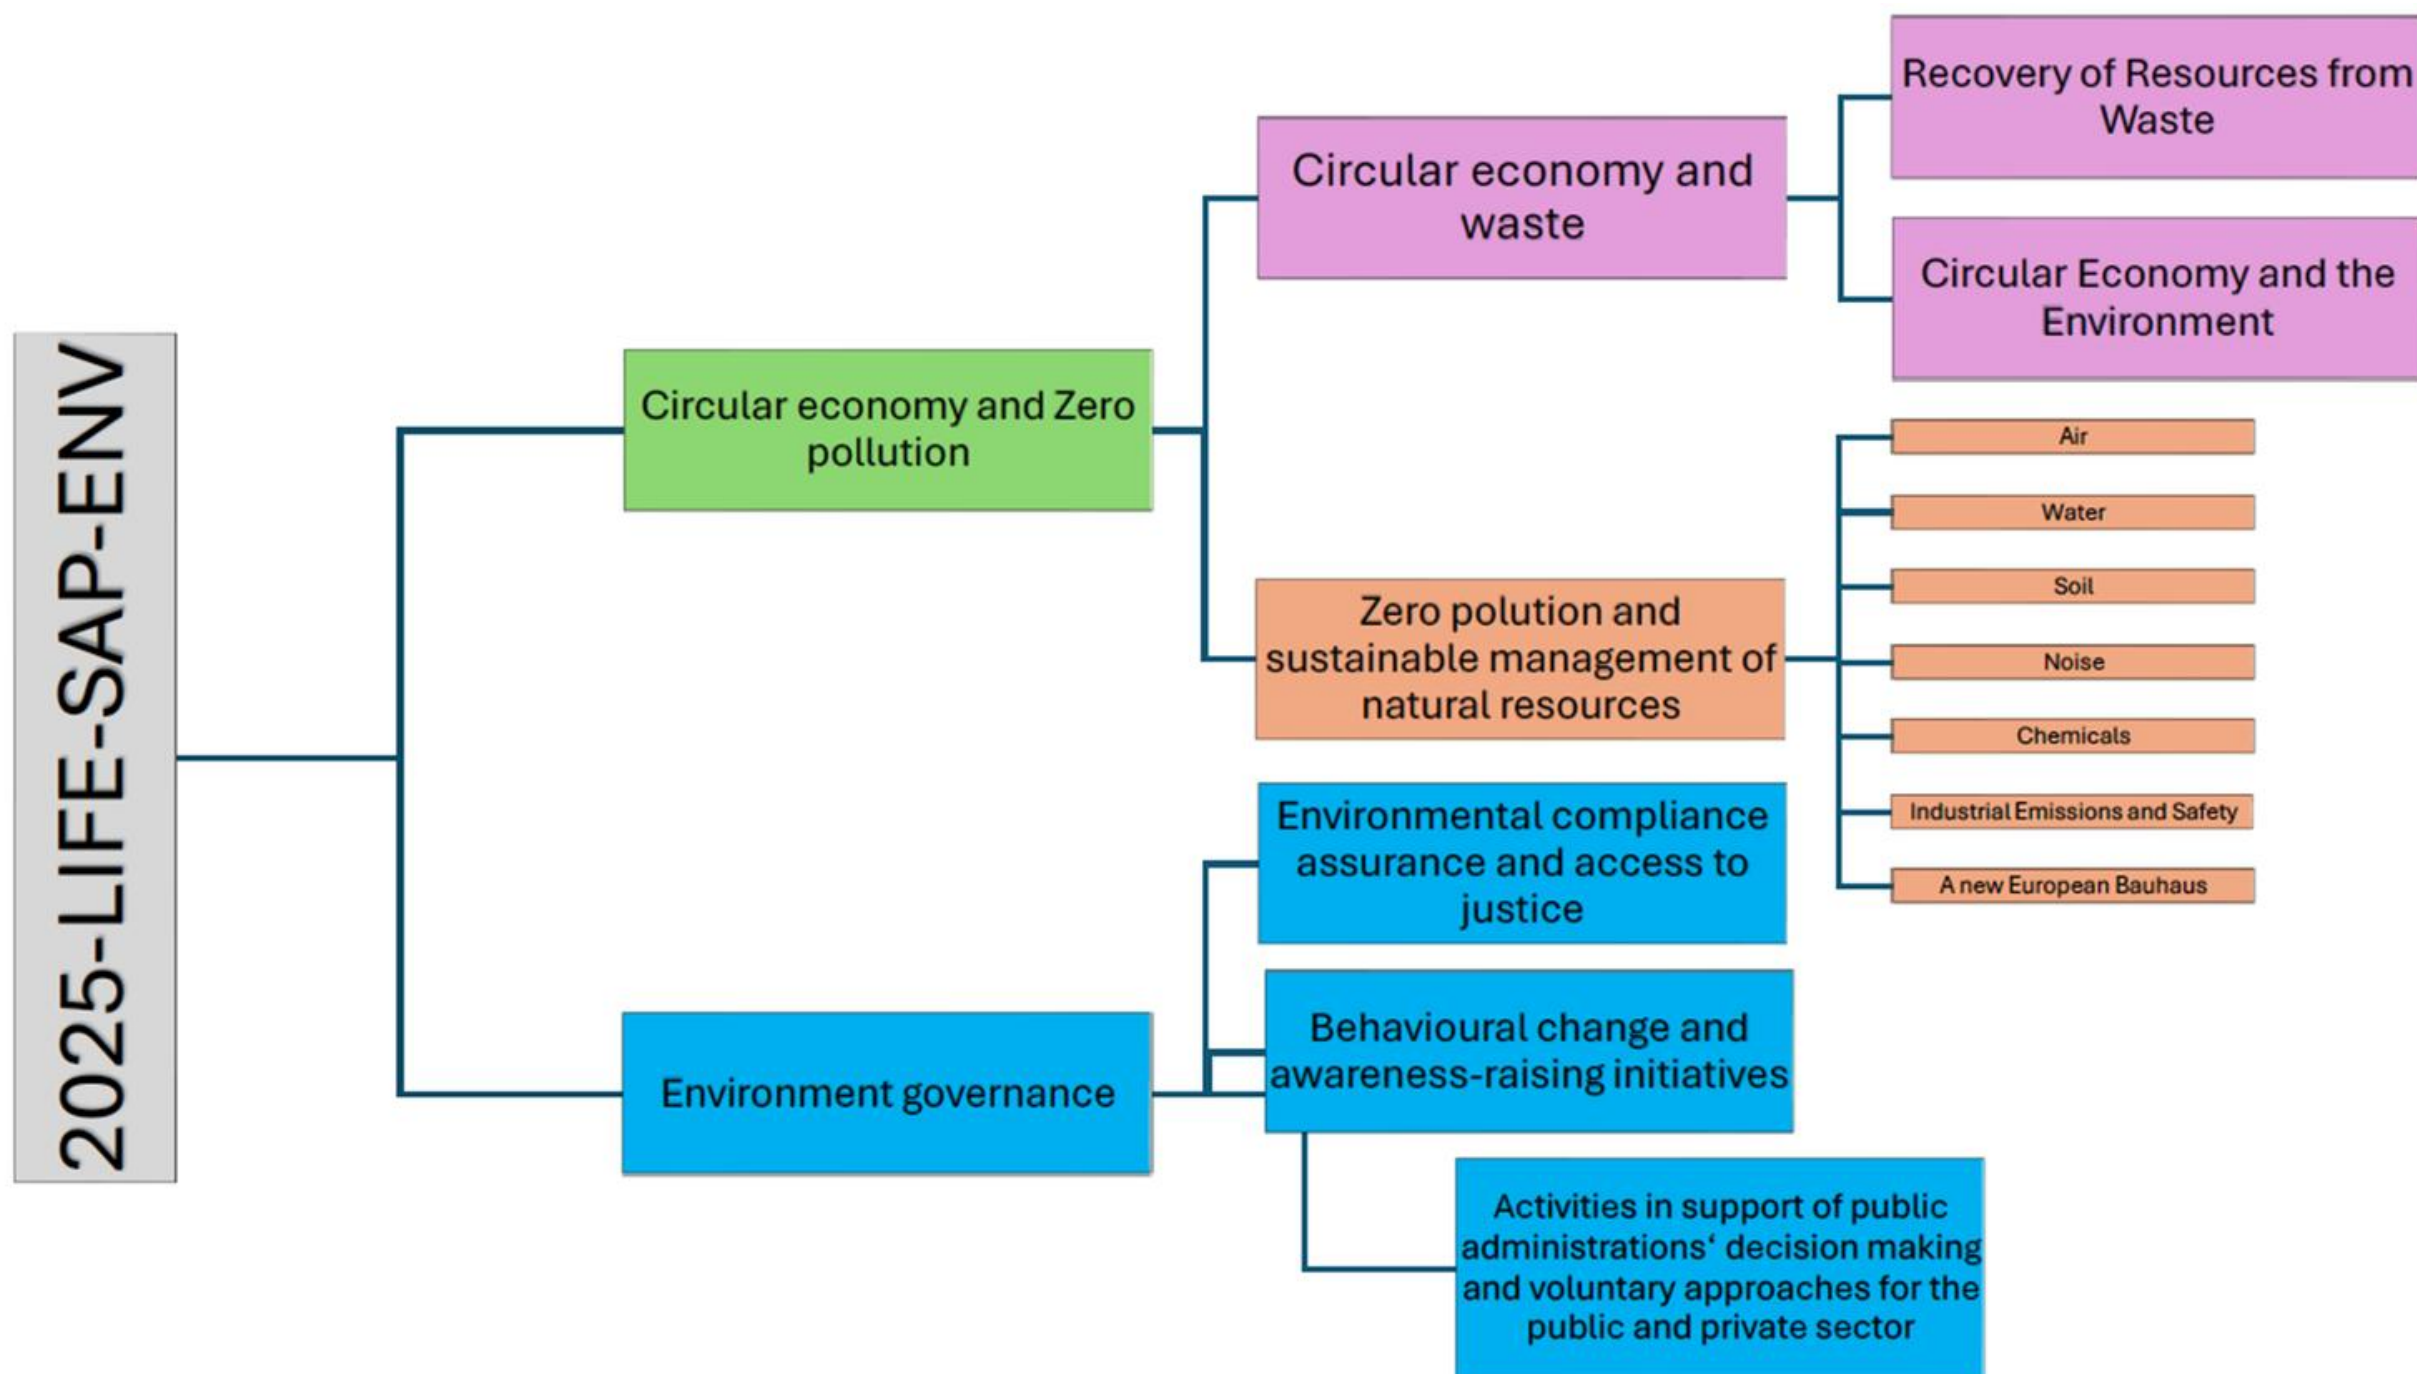 2025-LIFE-SAP-ENV
Circular economy and Zero
pollution
Circular economy and
waste
Recovery of Resources from
Waste
Circular Economy and the
Environment
Zero polution and
sustainable management of
natural resources
Air
Water
Soil
Noise
Chemicals
Industrial Emissions and Safety
A new European Bauhaus
Environment governance
Environmental compliance
assurance and access to
justice
Behavioural change and
awareness-raising initiatives
Activities in support of public
administrations‘ decision making
and voluntary approaches for the
public and private sector